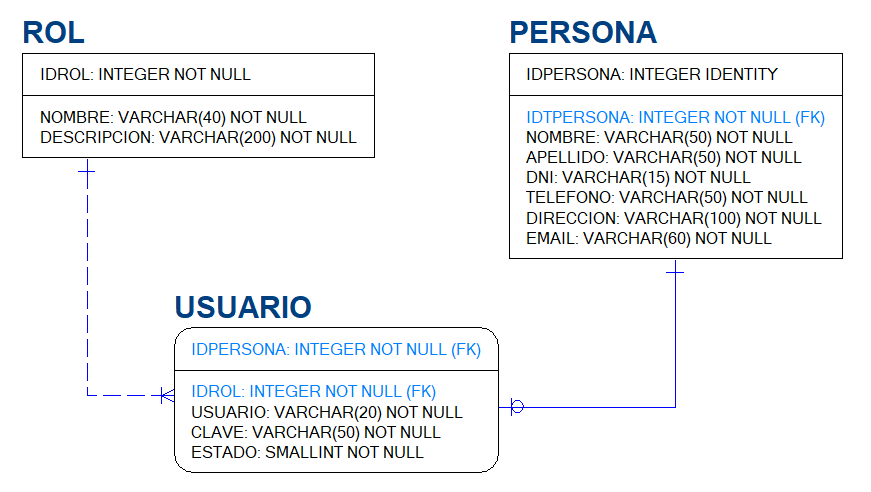 ROL
IDROL: INTEGER NOT NULL
NOMBRE: VARCHAR(40) NOT NULL
DESCRIPCION: VARCHAR(200) NOT NULL
PERSONA
IDPERSONA: INTEGER IDENTITY
IDTPERSONA: INTEGER NOT NULL (FK)
NOMBRE: VARCHAR(50) NOT NULL
APELLIDO: VARCHAR(50) NOT NULL
DNI: VARCHAR(15) NOT NULL
TELEFONO: VARCHAR(50) NOT NULL
DIRECCION: VARCHAR(100) NOT NULL
EMAIL: VARCHAR(60) NOT NULL
USUARIO
IDPERSONA: INTEGER NOT NULL (FK)
IDROL: INTEGER NOT NULL (FK)
USUARIO: VARCHAR(20) NOT NULL
CLAVE: VARCHAR(50) NOT NULL
ESTADO: SMALLINT NOT NULL